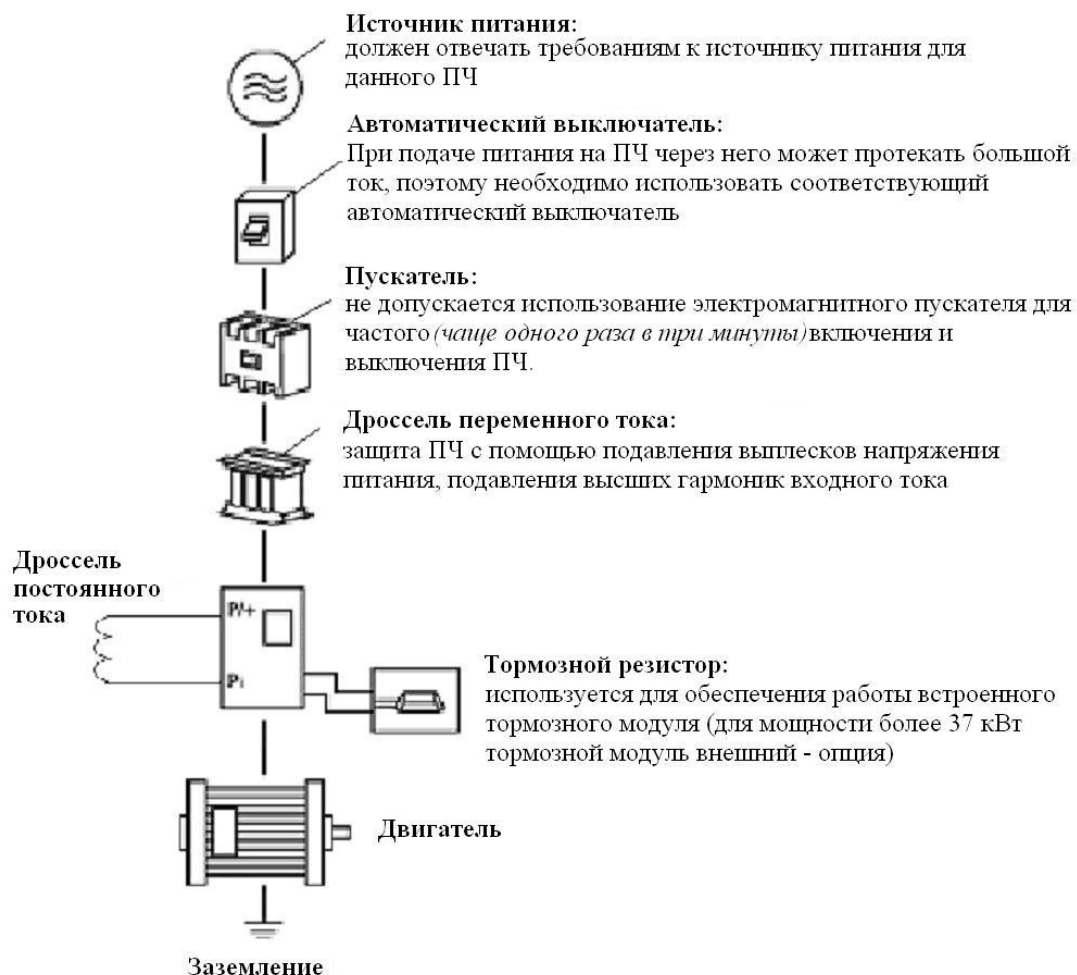 Источник питания:
должен отвечать требованиям к источнику питания для
данного ПЧ
Автоматический выключатель:
При подаче питания на ПЧ через него может протекать большой
ток, поэтому необходимо использовать соответствующий
автоматический выключатель
Пускатель:
не допускается использование электромагнитного пускателя для
частого (чаще одного раза в три минуты) включения и
выключения ПЧ.
Дроссель переменного тока:
защита ПЧ с помощью подавления выплесков напряжения
питания, подавления высших гармоник входного тока
Дроссель
постоянного
тока
P/+
P1
Тормозной резистор:
используется для обеспечения работы встроенного
тормозного модуля (для мощности более 37 кВт
тормозной модуль внешний - опция)
Двигатель
Заземление